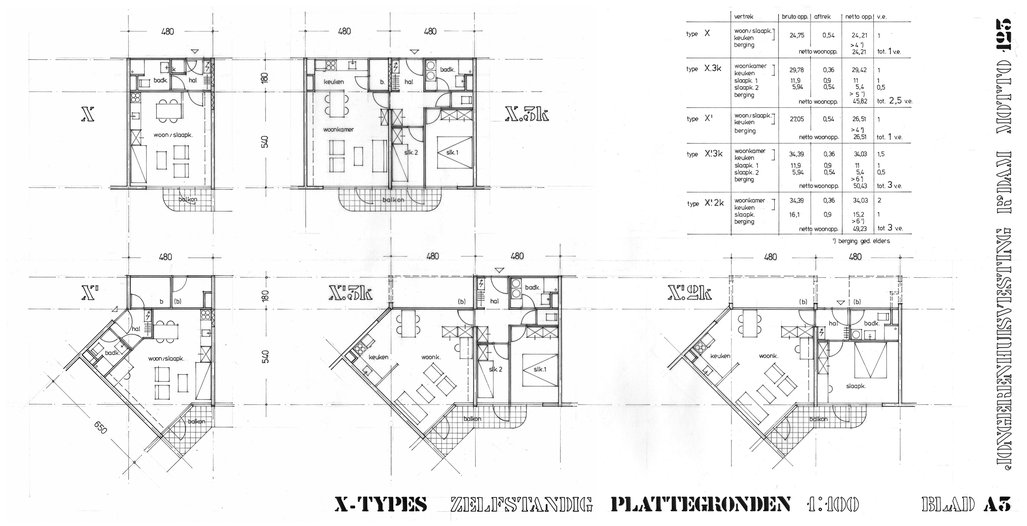 480
480
480
180
540
X
badk.
hal
woon/slaapk.
balkon
X.3k
keuken
b.
hal
badk.
woonkamer
slk.2
slk.1
balkon
vertrek bruto opp. aftrek netto opp. v.e.
type X woon/slaapk. 24,75 0,54 24,21 1
keuken
berging > 4 *)
netto woonopp. 24,21 tot. 1 v.e.
type X.3k woonkamer 29,78 0,36 29,42 1
keuken
slaapk. 1 11,9 0,9 11 1
slaapk. 2 5,94 0,54 5,4 0,5
berging > 5 *)
netto woonopp. 45,82 tot. 2,5 v.e.
type X' woon/slaapk. 27,05 0,54 26,51 1
keuken
berging > 4 *)
netto woonopp. 26,51 tot. 1 v.e.
type X'.3k woonkamer 34,39 0,36 34,03 1,5
keuken
slaapk. 1 11,9 0,9 11 1
slaapk. 2 5,94 0,54 5,4 0,5
berging > 6 *)
netto woonopp. 50,43 tot. 3 v.e.
type X'.2k woonkamer 34,39 0,36 34,03 2
keuken
slaapk. 16,1 0,9 15,2 1
berging > 6 *)
netto woonopp. 49,23 tot 3 v.e.
*) berging ged. elders.
480
480
480
480
480
180
540
650
X'
b
(b)
hal
badk.
woon/slaapk.
balkon
X'.3k
(b)
hal
badk.
keuken
woonk.
slk.2
slk.1
balkon
X'.2k
(b)
(b)
hal
badk.
keuken
woonk.
slaapk.
balkon
X-TYPES ZELFSTANDIG PLATTEGRONDEN 1:100 BLAD A3
JONGERENHUISVESTING R'DAM MOTTO 125